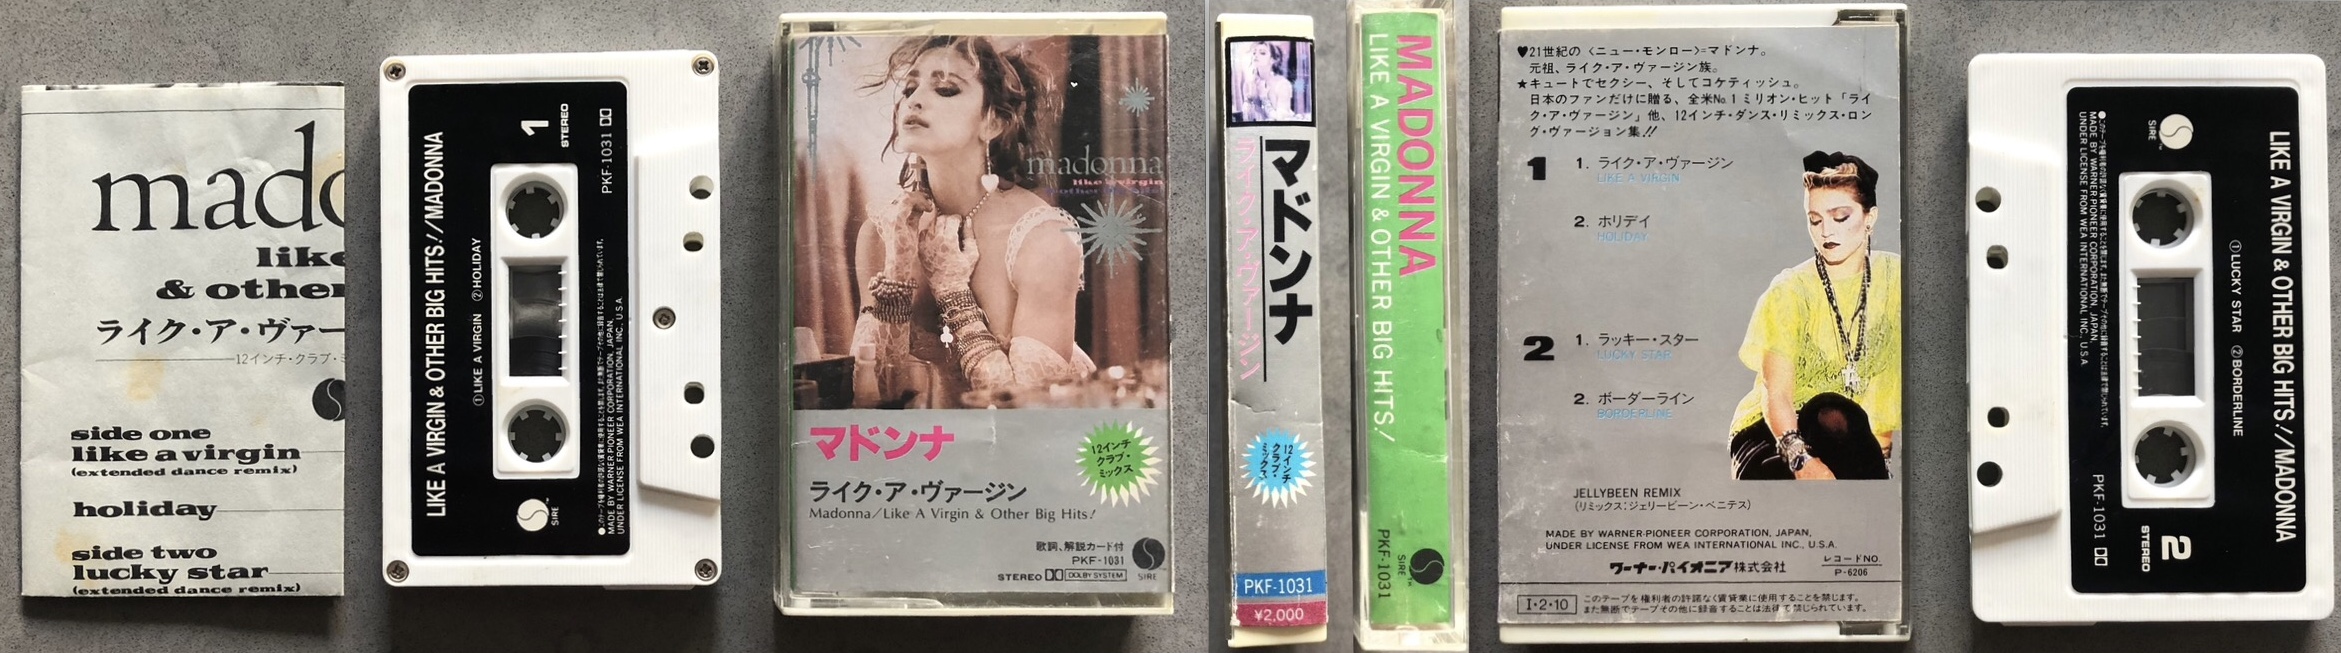 mado
like
& other
ライク・ア・ヴァー
12インチ・クラブ・ミ
side one
like a virgin
(extended dance remix)
holiday
side two
lucky star
(extended dance remix)
LIKE A VIRGIN & OTHER BIG HITS!/MADONNA
①LIKE A VIRGIN ②HOLIDAY
1
STEREO
SIRE
PKF-1031
MADE BY WARNER-PIONEER CORPORATION, JAPAN,
UNDER LICENSE FROM WEA INTERNATIONAL INC., U.S.A.
madonna
like a virgin
マドンナ
12インチ
クラブ・
ミックス
ライク・ア・ヴァージン
Madonna/Like A Virgin & Other Big Hits!
歌詞、解説カード付
PKF-1031
STEREO DOLBY SYSTEM
SIRE
マドンナ
ライク・ア・ヴァージン
12インチ
クラブ・
ミックス
PKF-1031
¥2,000
MADONNA
LIKE A VIRGIN & OTHER BIG HITS!
PKF-1031
SIRE
♥21世紀の〈ニュー・モンロー〉=マドンナ。
元祖、ライク・ア・ヴァージン族。
★キュートでセクシー、そしてコケティッシュ。
日本のファンだけに贈る、全米No.1ミリオン・ヒット「ライ
ク・ア・ヴァージン」他、12インチ・ダンス・リミックス・ロン
グ・ヴァージョン集!!
1 1. ライク・ア・ヴァージン
LIKE A VIRGIN
2. ホリデイ
HOLIDAY
2 1. ラッキー・スター
LUCKY STAR
2. ボーダーライン
BORDERLINE
JELLYBEEN REMIX
(リミックス:ジェリービーン・ベニテス)
MADE BY WARNER-PIONEER CORPORATION, JAPAN,
UNDER LICENSE FROM WEA INTERNATIONAL INC., U.S.A.
ワーナー・パイオニア株式会社
レコードNO.
P-6206
I・2・10
このテープを権利者の許諾なく賃貸業に使用することを禁じます。
また無断でテープその他に録音することは法律で禁じられています。
LIKE A VIRGIN & OTHER BIG HITS!/MADONNA
①LUCKY STAR ②BORDERLINE
2
STEREO
SIRE
PKF-1031
MADE BY WARNER-PIONEER CORPORATION, JAPAN,
UNDER LICENSE FROM WEA INTERNATIONAL INC., U.S.A.